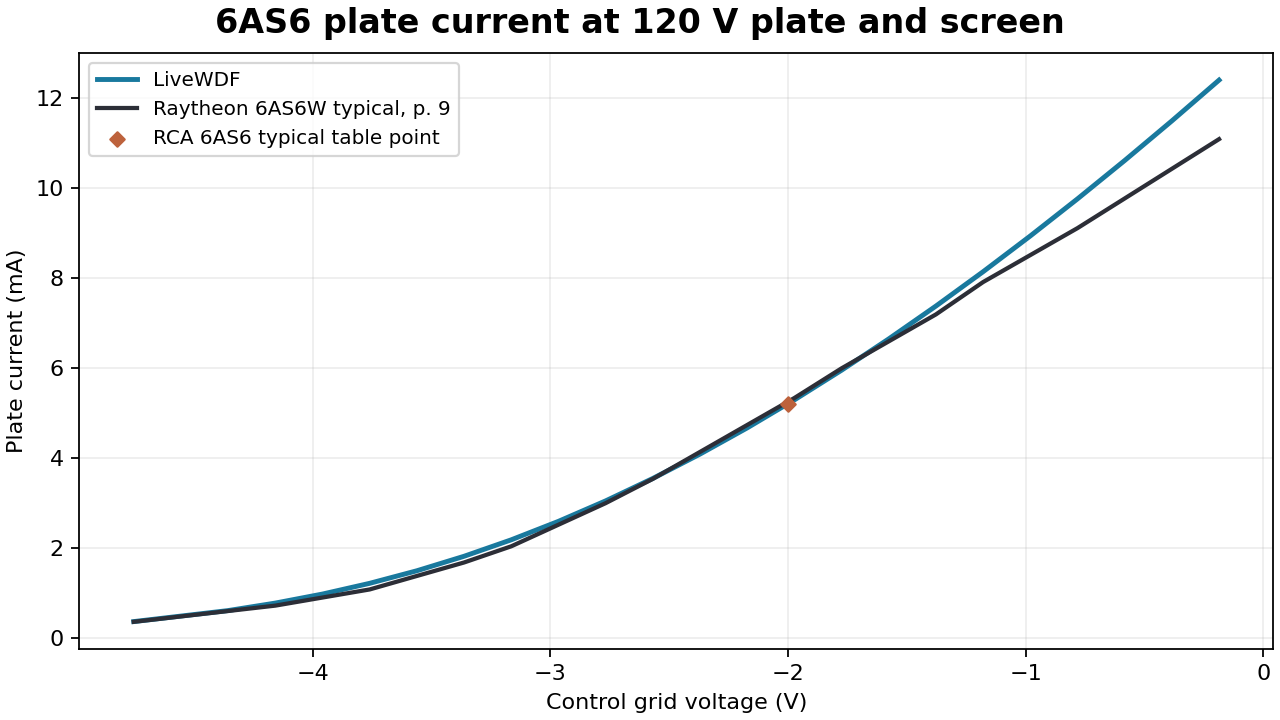 6AS6 plate current at 120 V plate and screen
LiveWDF
Raytheon 6AS6W typical, p. 9
RCA 6AS6 typical table point
Plate current (mA)
12
10
8
6
4
2
0
−4
−3
−2
−1
0
Control grid voltage (V)